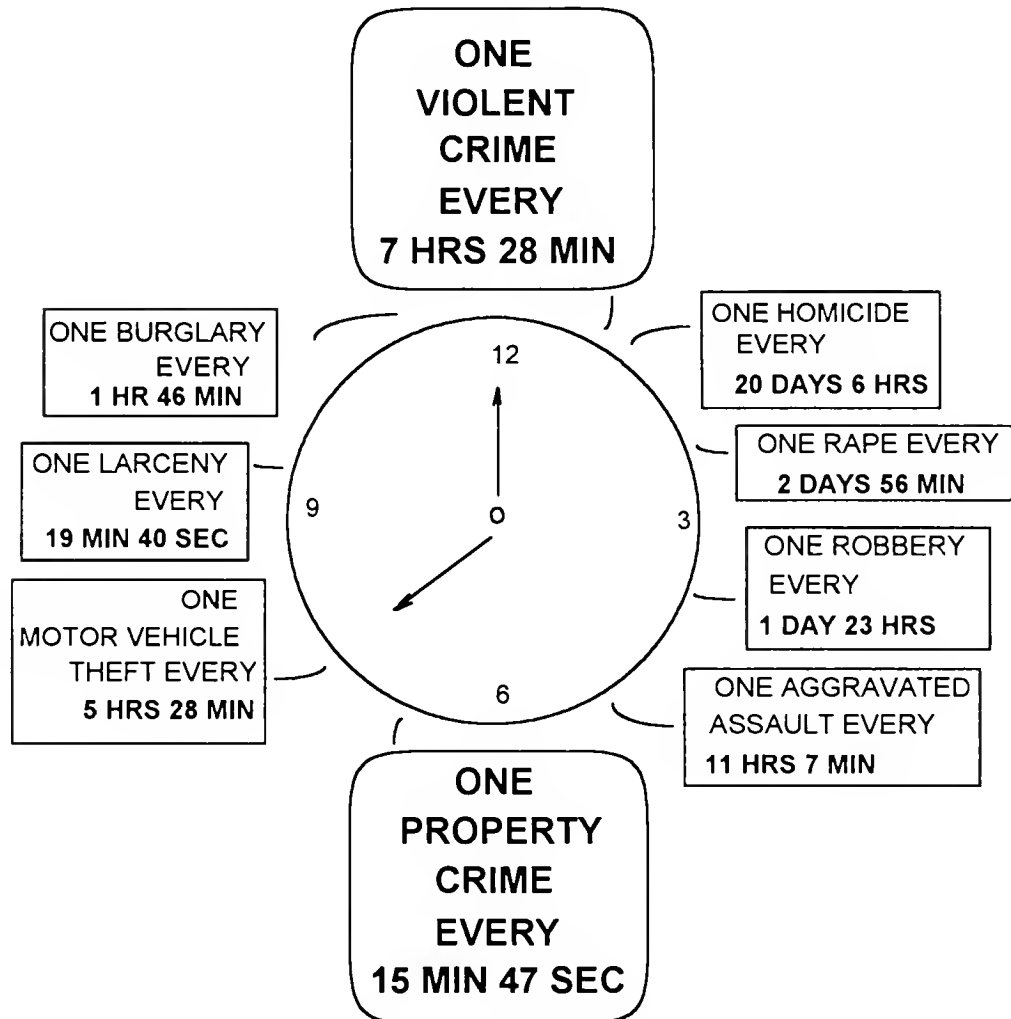 ONE
VIOLENT
CRIME
EVERY
7 HRS 28 MIN
ONE BURGLARY
EVERY
1 HR 46 MIN
ONE LARCENY
EVERY
19 MIN 40 SEC
ONE
MOTOR VEHICLE
THEFT EVERY
5 HRS 28 MIN
12
3
6
9
ONE HOMICIDE
EVERY
20 DAYS 6 HRS
ONE RAPE EVERY
2 DAYS 56 MIN
ONE ROBBERY
EVERY
1 DAY 23 HRS
ONE AGGRAVATED
ASSAULT EVERY
11 HRS 7 MIN
ONE
PROPERTY
CRIME
EVERY
15 MIN 47 SEC